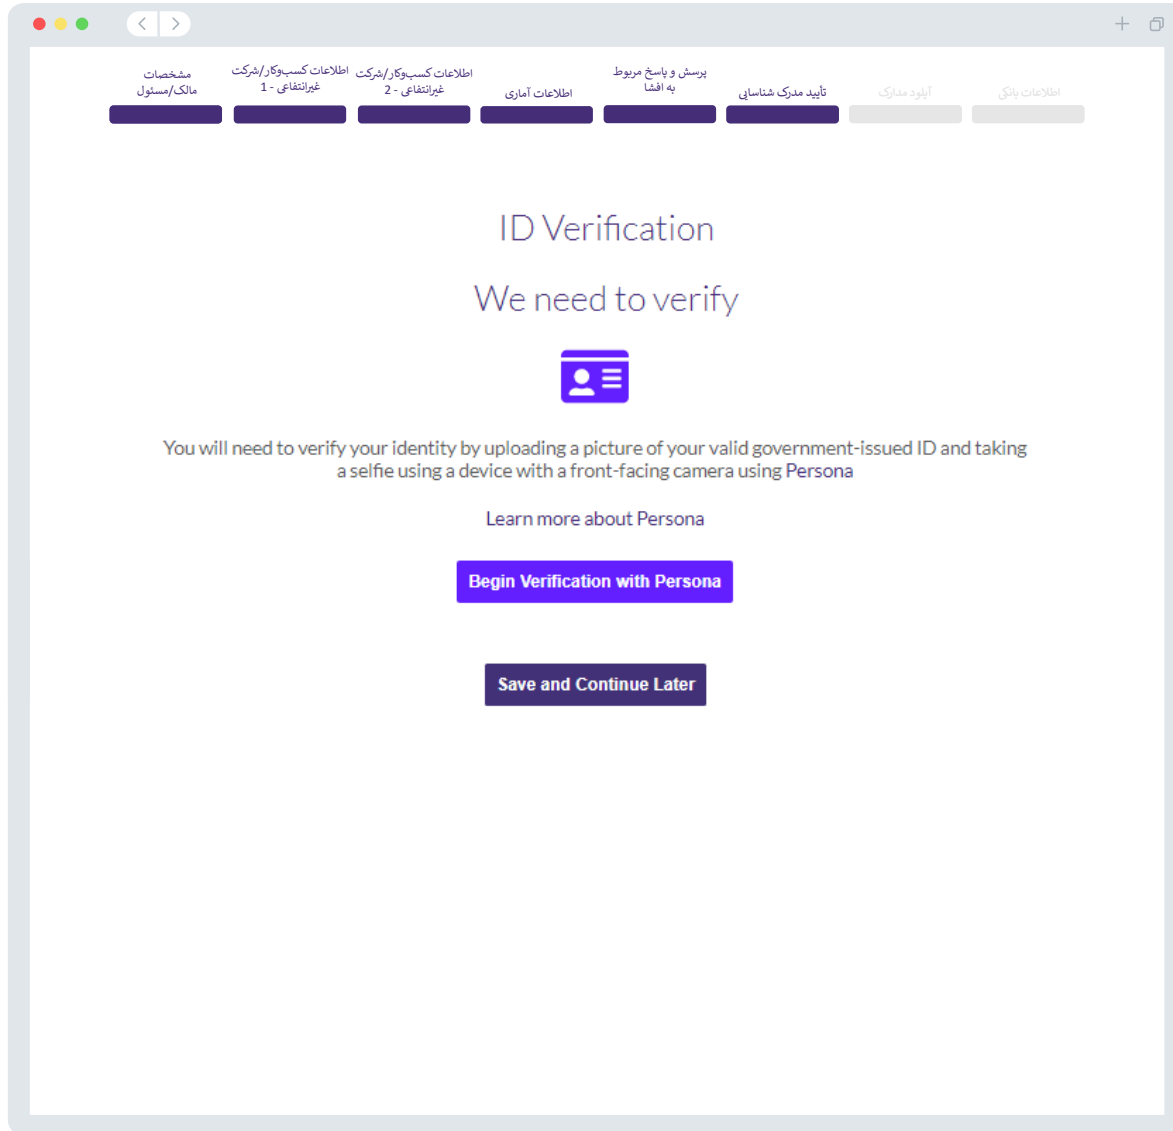 مشخصات
مالک/مسئول
اطلاعات کسب‌وکار/شرکت
غیرانتفاعی - 1
اطلاعات کسب‌وکار/شرکت
غیرانتفاعی - 2
اطلاعات آماری
پرسش و پاسخ مربوط
به افشا
تأیید مدرک شناسایی
آپلود مدارک
اطلاعات بانکی
ID Verification
We need to verify
You will need to verify your identity by uploading a picture of your valid government-issued ID and taking
a selfie using a device with a front-facing camera using Persona
Learn more about Persona
Begin Verification with Persona
Save and Continue Later